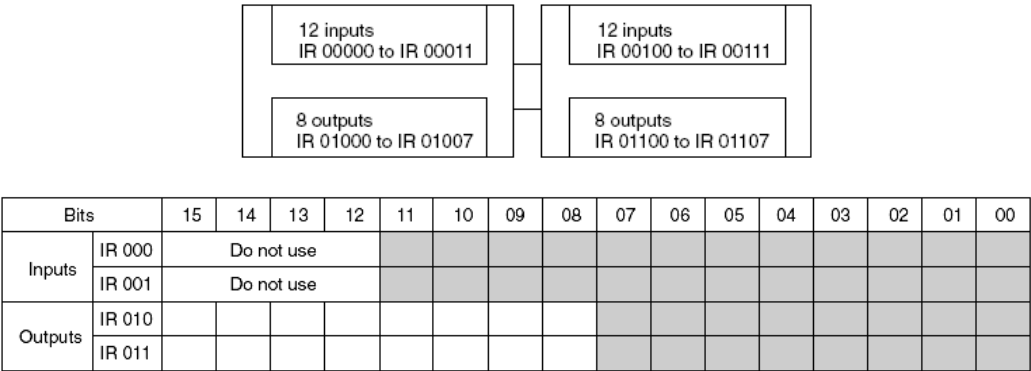 12 inputs
IR 00000 to IR 00011
12 inputs
IR 00100 to IR 00111
8 outputs
IR 01000 to IR 01007
8 outputs
IR 01100 to IR 01107
Bits 15 14 13 12 11 10 09 08 07 06 05 04 03 02 01 00
Inputs
IR 000 Do not use
IR 001 Do not use
Outputs
IR 010
IR 011